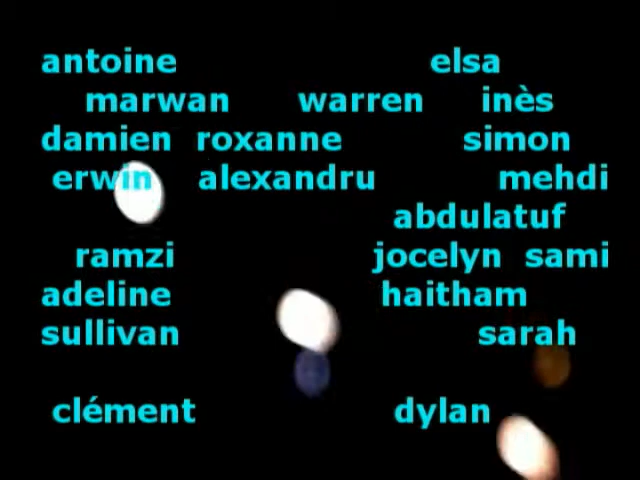 antoine elsa
marwan warren inès
damien roxanne simon
erwin alexandru mehdi
abdulatuf
ramzi jocelyn sami
adeline haitham
sullivan sarah
clément dylan